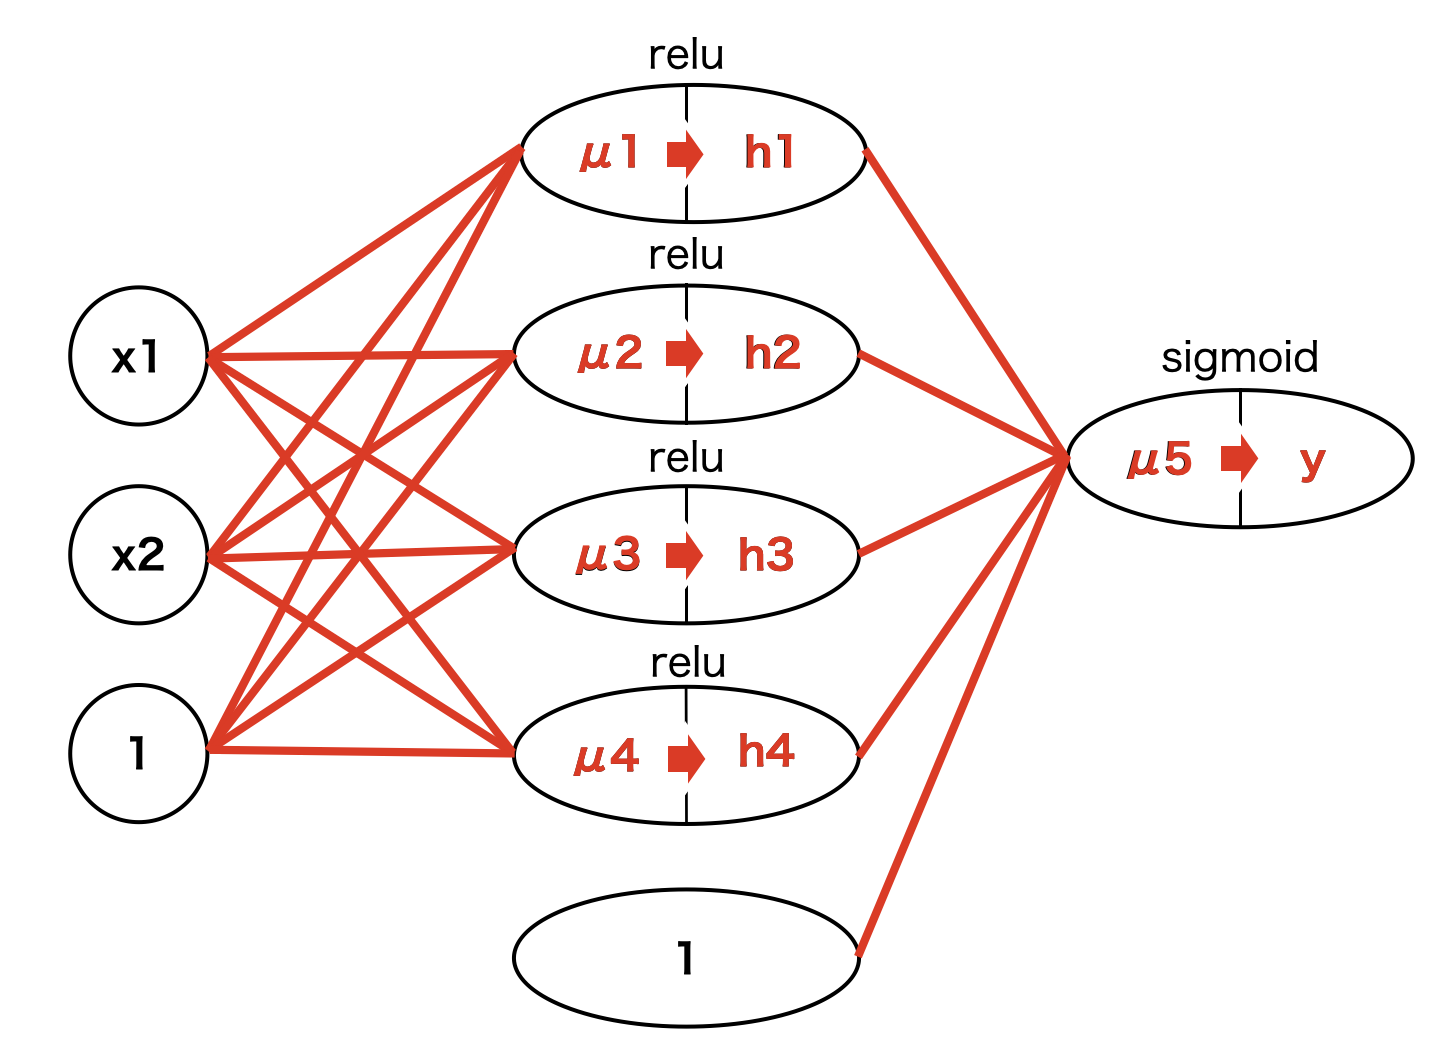 relu
μ1 h1
relu
x1
μ2 h2
sigmoid
relu
μ5 y
x2
μ3 h3
relu
1
μ4 h4
1